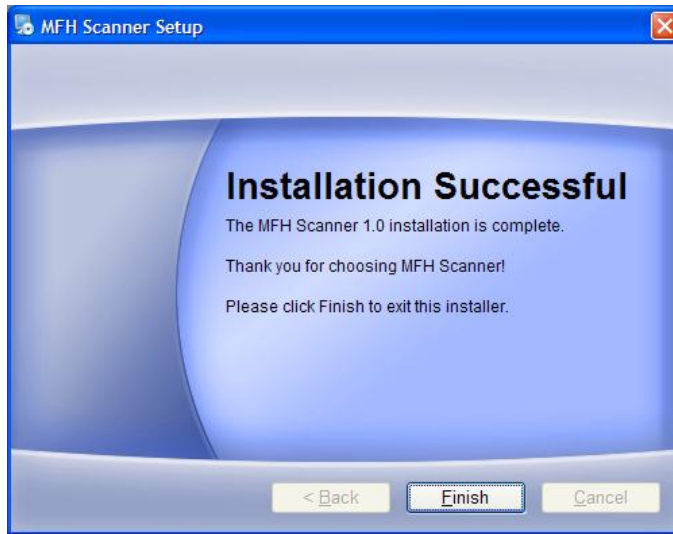 MFH Scanner Setup
Installation Successful
The MFH Scanner 1.0 installation is complete.
Thank you for choosing MFH Scanner!
Please click Finish to exit this installer.
< Back Finish Cancel